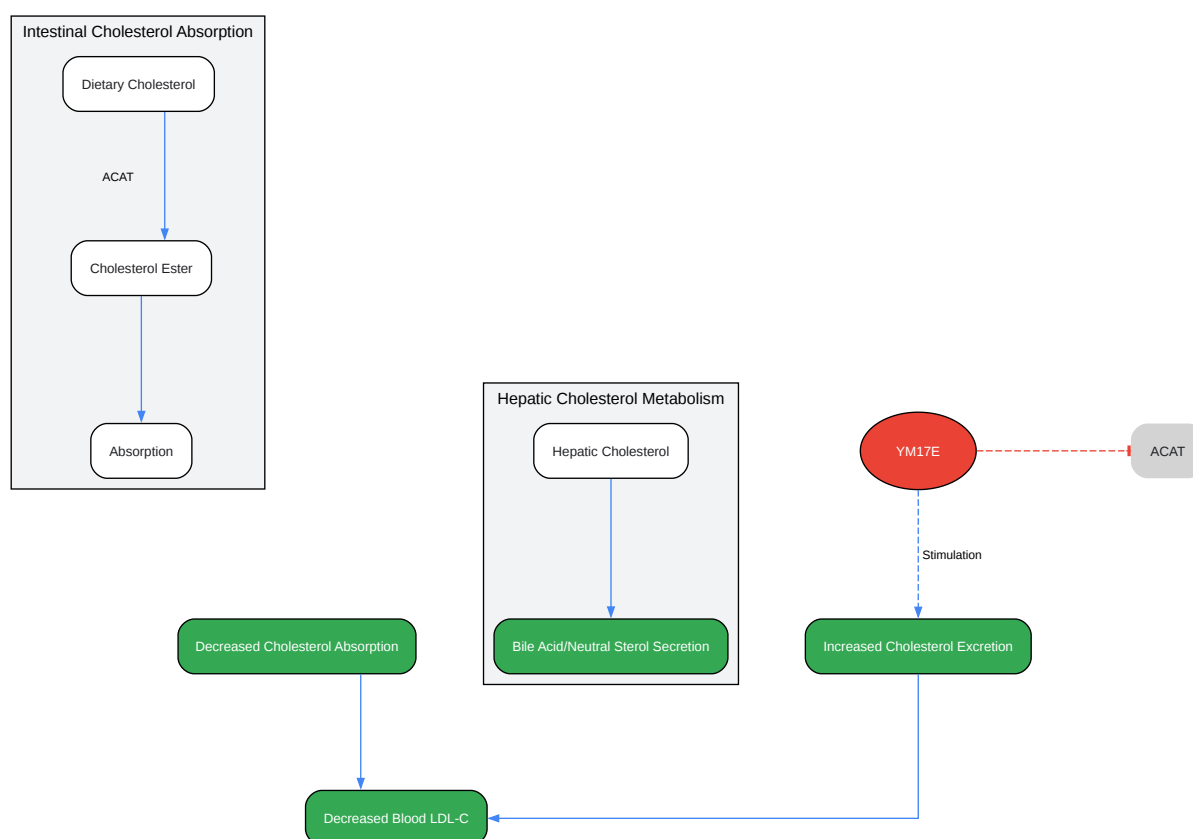 Intestinal Cholesterol Absorption
Dietary Cholesterol
ACAT
Cholesterol Ester
Absorption
Hepatic Cholesterol Metabolism
Hepatic Cholesterol
Bile Acid/Neutral Sterol Secretion
YM17E
ACAT
Stimulation
Increased Cholesterol Excretion
Decreased Cholesterol Absorption
Decreased Blood LDL-C